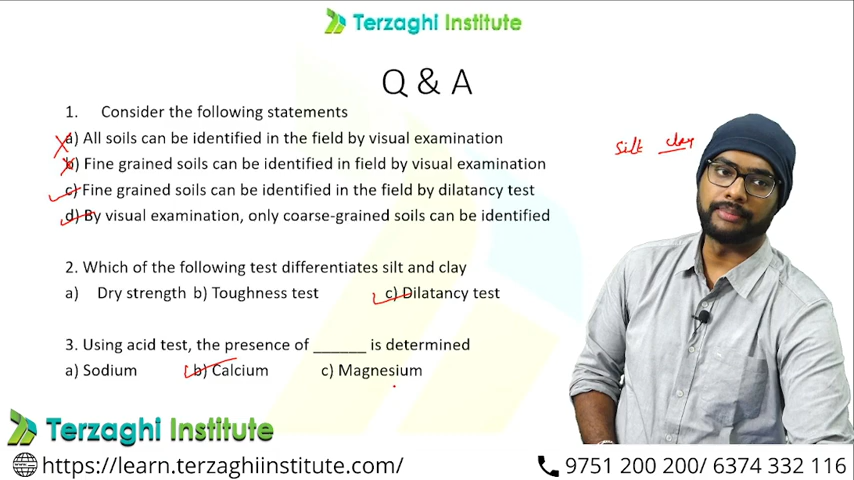 Terzaghi Institute
Q & A
1. Consider the following statements
a) All soils can be identified in the field by visual examination
b) Fine grained soils can be identified in field by visual examination
c) Fine grained soils can be identified in the field by dilatancy test
d) By visual examination, only coarse-grained soils can be identified
silt clay
2. Which of the following test differentiates silt and clay
a) Dry strength b) Toughness test c) Dilatancy test
3. Using acid test, the presence of ______ is determined
a) Sodium b) Calcium c) Magnesium
Terzaghi Institute
https://learn.terzaghiinstitute.com/ 9751 200 200/ 6374 332 116